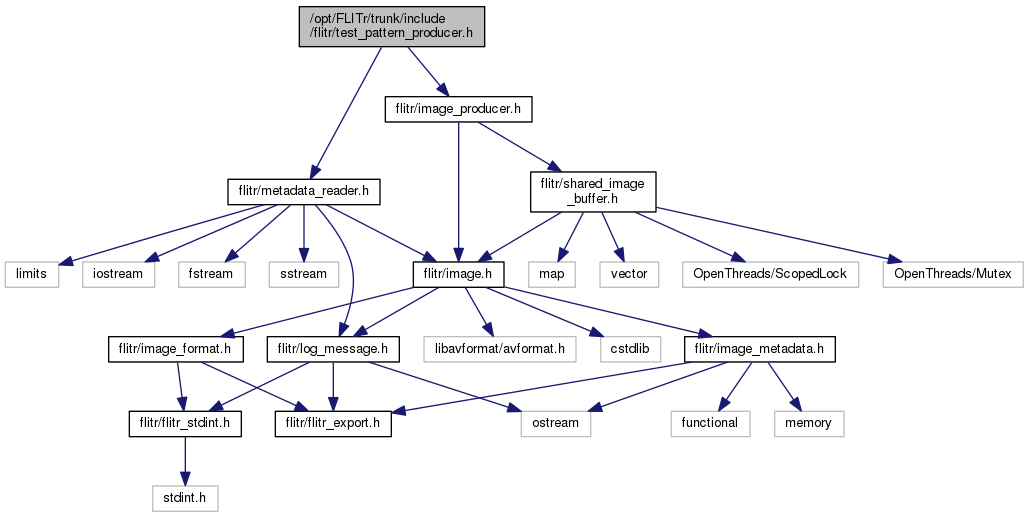 /opt/FLITr/trunk/include
/flitr/test_pattern_producer.h
flitr/image_producer.h
flitr/metadata_reader.h
flitr/shared_image
_buffer.h
limits
iostream
fstream
sstream
flitr/image.h
map
vector
OpenThreads/ScopedLock
OpenThreads/Mutex
flitr/image_format.h
flitr/log_message.h
libavformat/avformat.h
cstdlib
flitr/image_metadata.h
flitr/flitr_stdint.h
flitr/flitr_export.h
ostream
functional
memory
stdint.h